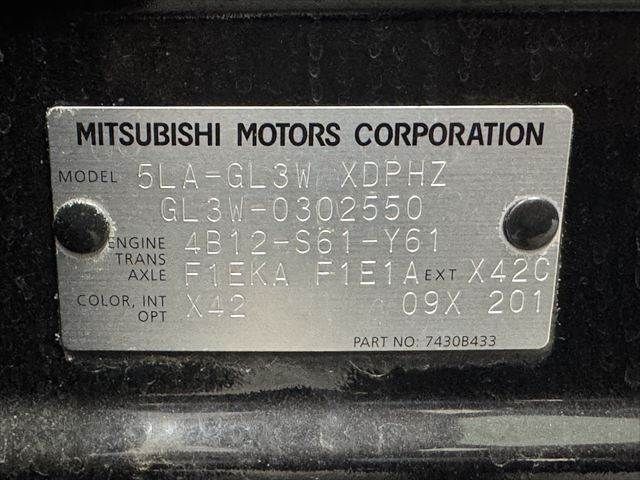 MITSUBISHI MOTORS CORPORATION
MODEL 5LA-GL3W XDPHZ
GL3W-0302550
ENGINE 4B12-S61-Y61
TRANS
AXLE F1EKA F1E1A EXT X42C
COLOR, INT X42 09X 201
OPT
PART NO: 7430B433